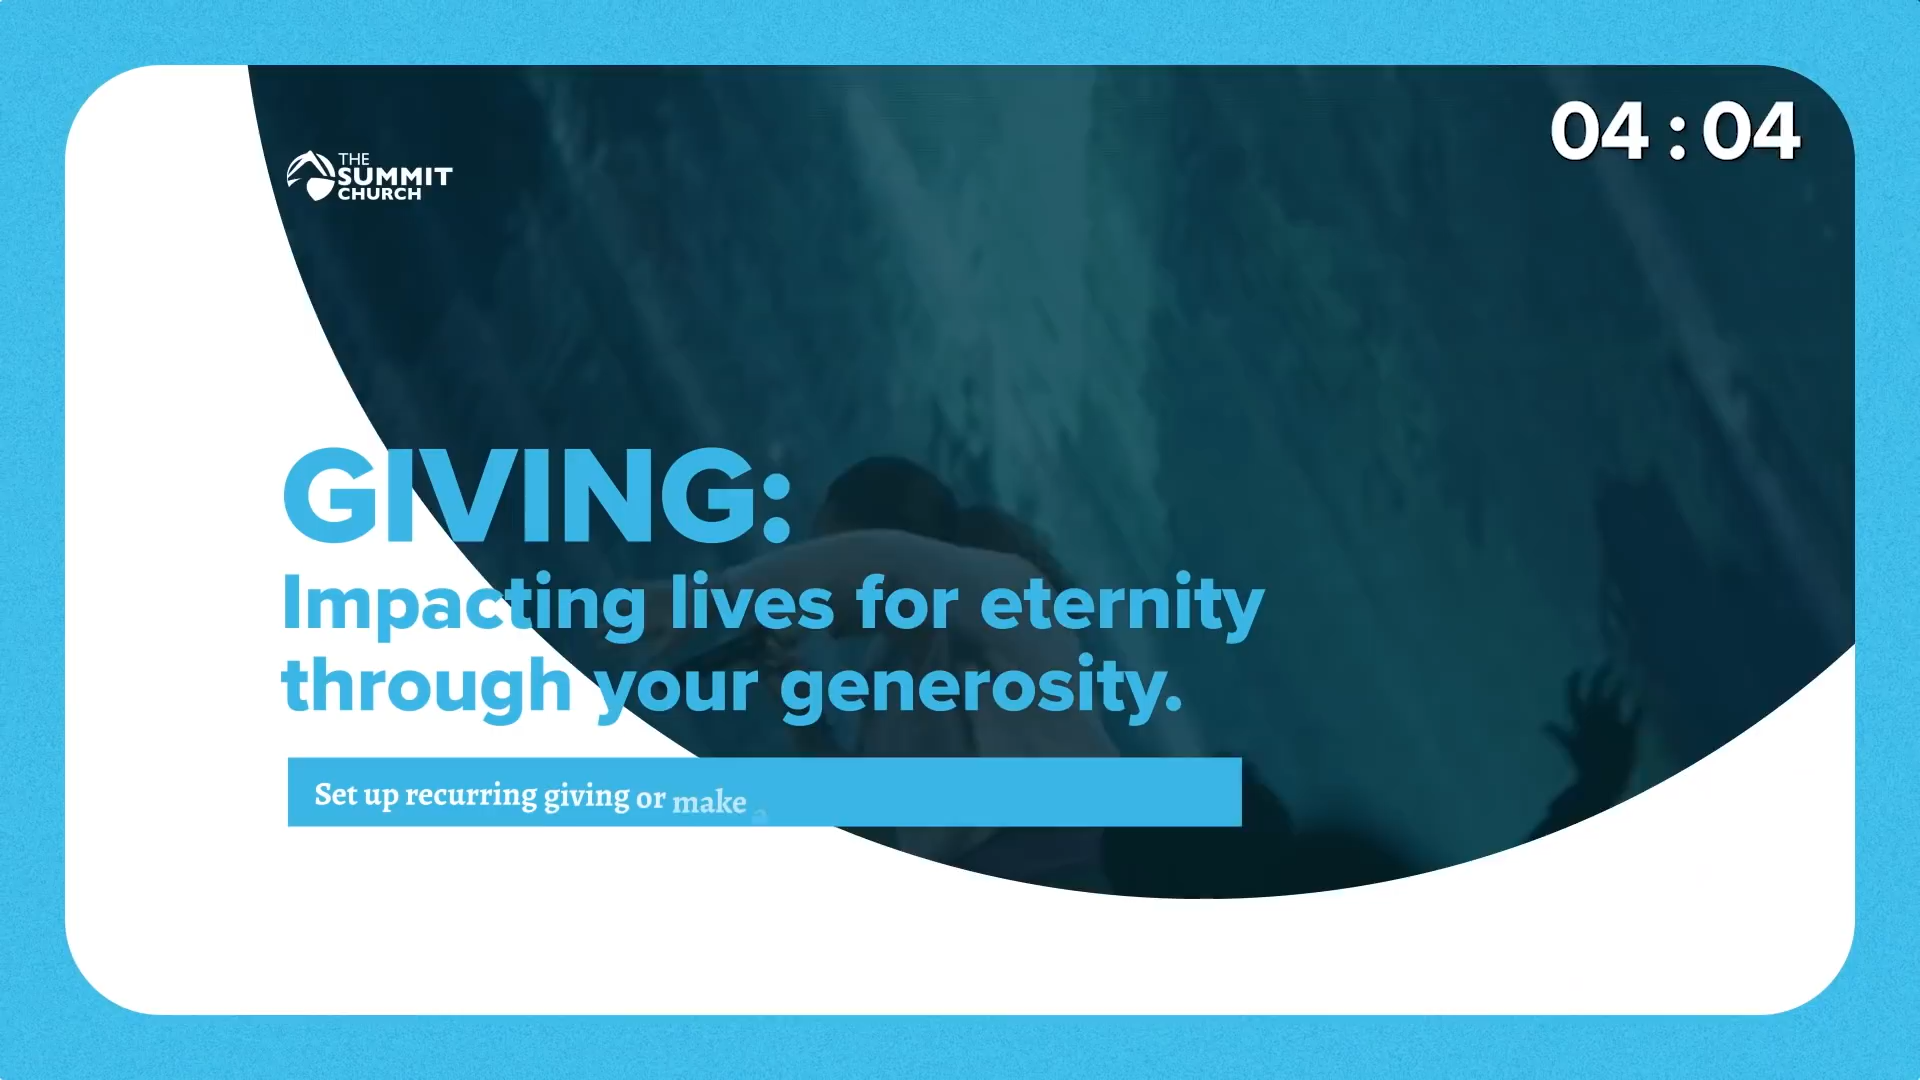 04 : 04
THE
SUMMIT
CHURCH
GIVING:
Impacting lives for eternity
through your generosity.
Set up recurring giving or make a